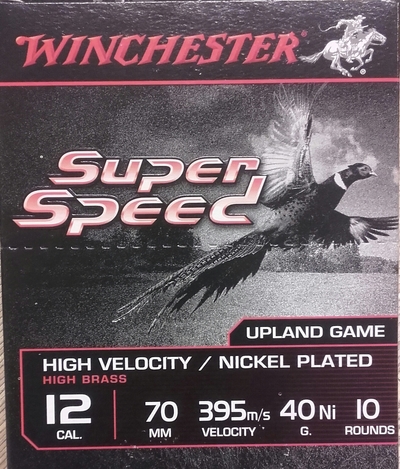 WINCHESTER®
Super
Speed
UPLAND GAME
HIGH VELOCITY / NICKEL PLATED
HIGH BRASS
12 70 395m/s 40 Ni 10
CAL. MM VELOCITY G. ROUNDS